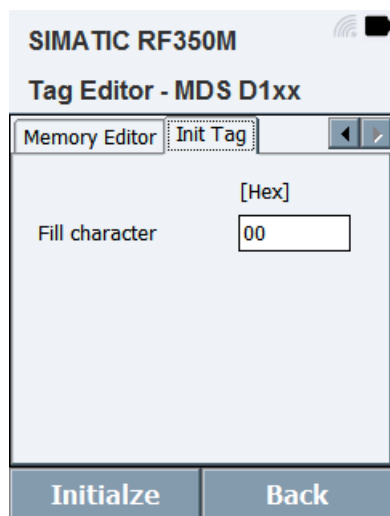 SIMATIC RF350M
Tag Editor - MDS D1xx
Memory Editor Init Tag
[Hex]
Fill character 00
Initialze Back